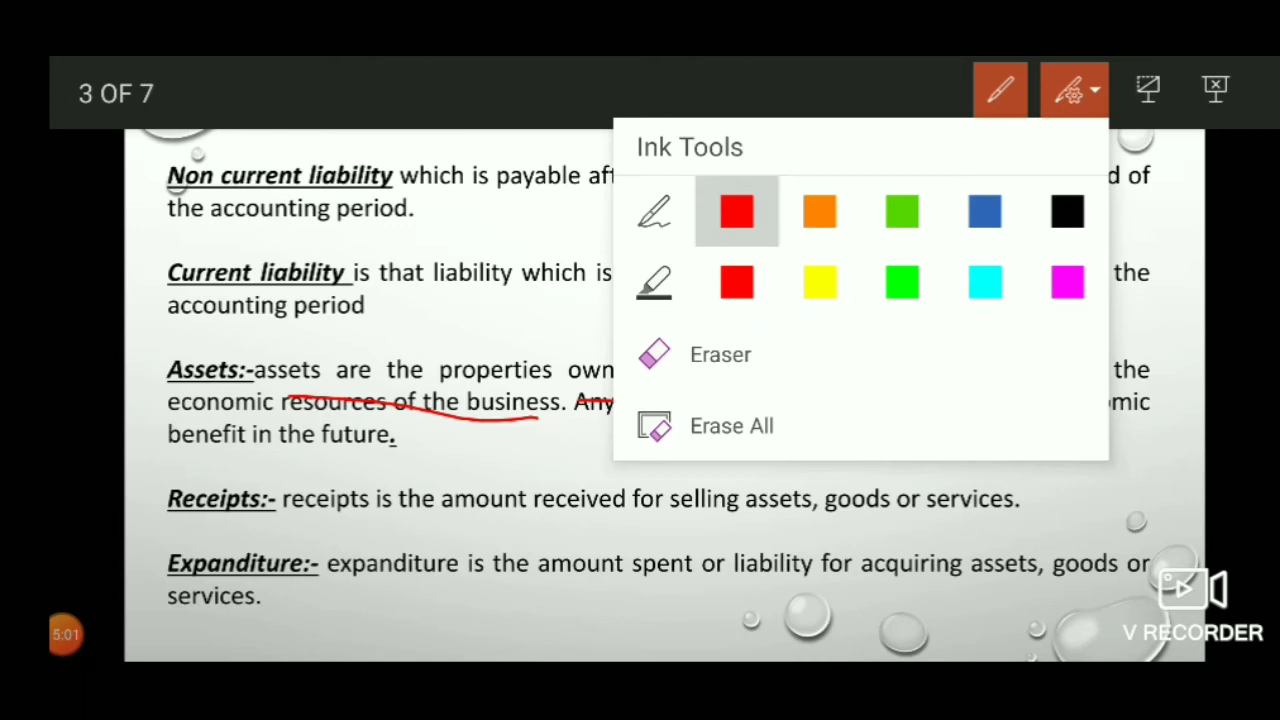 3 OF 7
Ink Tools
Non current liability which is payable af d of
the accounting period.
Current liability is that liability which is the
accounting period
Assets:-assets are the properties own the
economic resources of the business. Any mic
benefit in the future.
Eraser
Erase All
Receipts:- receipts is the amount received for selling assets, goods or services.
Expanditure:- expanditure is the amount spent or liability for acquiring assets, goods or
services.
5:01
V RECORDER